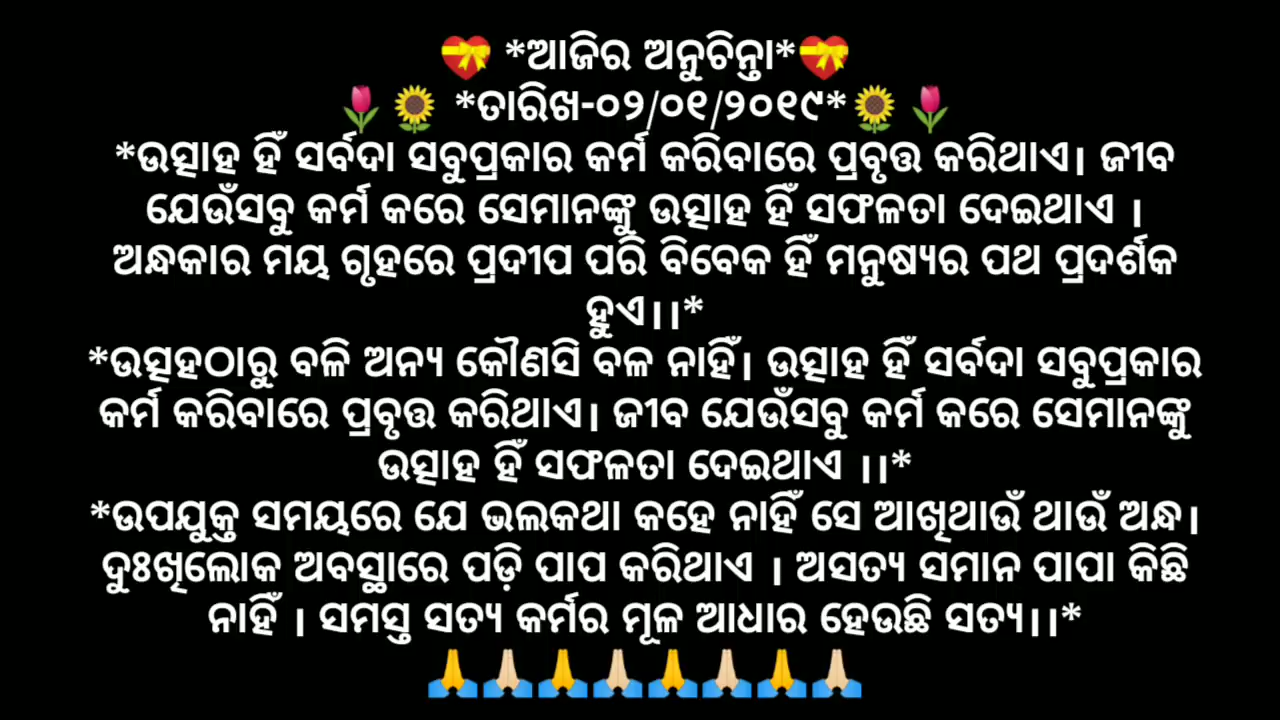 💝 *ଆଜିର ଅନୁଚିନ୍ତା*💝
🌷🌻 *ତାରିଖ-୦୨/୦୧/୨୦୧୯*🌻🌷
*ଉତ୍ସାହ ହିଁ ସର୍ବଦା ସବୁପ୍ରକାର କର୍ମ କରିବାରେ ପ୍ରବୃତ୍ତ କରିଥାଏ। ଜୀବ
ଯେଉଁସବୁ କର୍ମ କରେ ସେମାନଙ୍କୁ ଉତ୍ସାହ ହିଁ ସଫଳତା ଦେଇଥାଏ ।
ଅନ୍ଧକାର ମୟ ଗୃହରେ ପ୍ରଦୀପ ପରି ବିବେକ ହିଁ ମନୁଷ୍ୟର ପଥ ପ୍ରଦର୍ଶକ
ହୁଏ।।*
*ଉତ୍ସହଠାରୁ ବଳି ଅନ୍ୟ କୌଣସି ବଳ ନାହିଁ। ଉତ୍ସାହ ହିଁ ସର୍ବଦା ସବୁପ୍ରକାର
କର୍ମ କରିବାରେ ପ୍ରବୃତ୍ତ କରିଥାଏ। ଜୀବ ଯେଉଁସବୁ କର୍ମ କରେ ସେମାନଙ୍କୁ
ଉତ୍ସାହ ହିଁ ସଫଳତା ଦେଇଥାଏ ।।*
*ଉପଯୁକ୍ତ ସମୟରେ ଯେ ଭଲକଥା କହେ ନାହିଁ ସେ ଆଖିଥାଉଁ ଥାଉଁ ଅନ୍ଧ।
ଦୁଃଖିଲୋକ ଅବସ୍ଥାରେ ପଡ଼ି ପାପ କରିଥାଏ । ଅସତ୍ୟ ସମାନ ପାପା କିଛି
ନାହିଁ । ସମସ୍ତ ସତ୍ୟ କର୍ମର ମୂଳ ଆଧାର ହେଉଛି ସତ୍ୟ।।*
🙏🙏🏻🙏🙏🏻🙏🙏🏻🙏🙏🏻